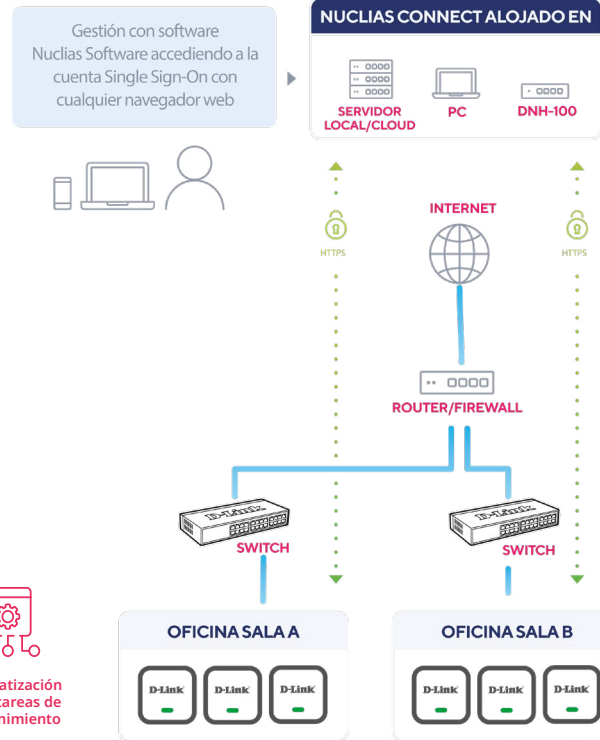 Gestión con software
Nuclias Software accediendo a la
cuenta Single Sign-On con
cualquier navegador web
NUCLIAS CONNECT ALOJADO EN
SERVIDOR
LOCAL/CLOUD
PC
DNH-100
INTERNET
HTTPS
HTTPS
ROUTER/FIREWALL
D-Link
D-Link
SWITCH
SWITCH
OFICINA SALA A
OFICINA SALA B
D-Link
D-Link
D-Link
D-Link
D-Link
D-Link
atización
tareas de
nimiento